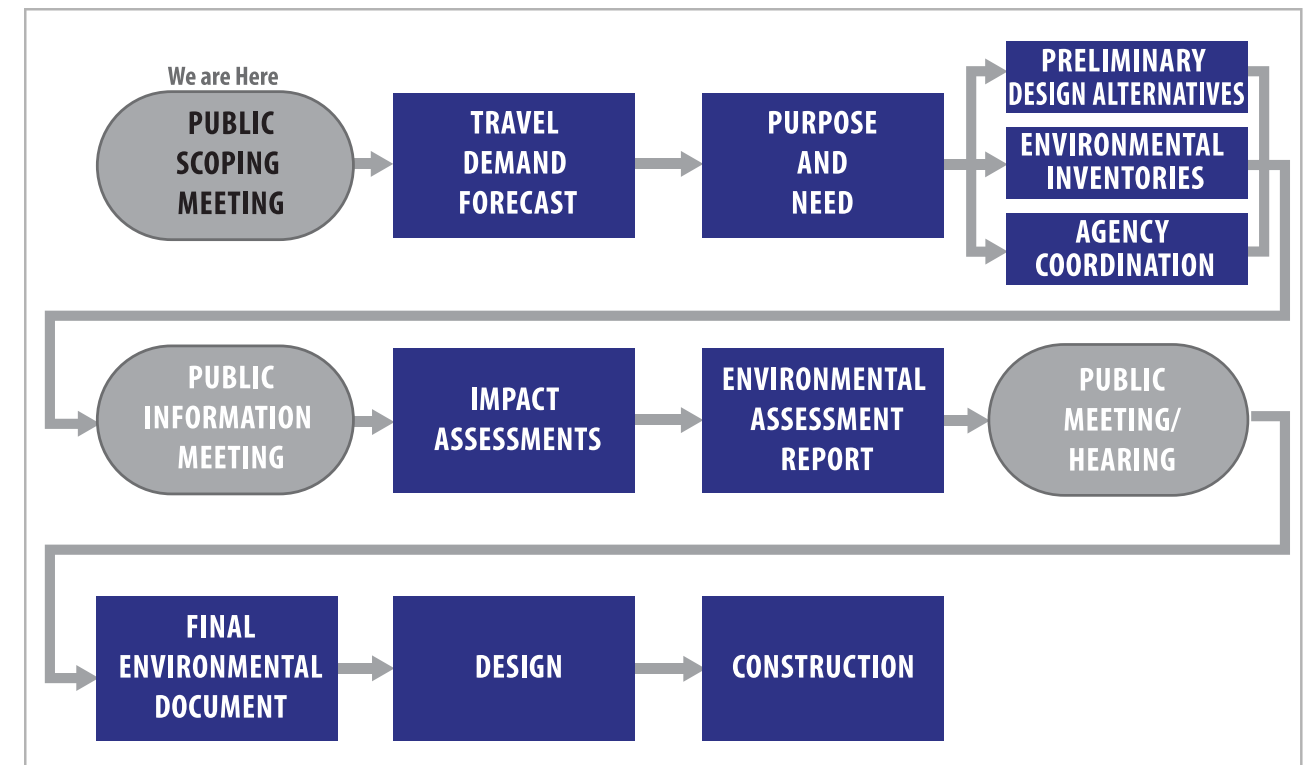 We are Here
PUBLIC
SCOPING
MEETING
TRAVEL
DEMAND
FORECAST
PURPOSE
AND
NEED
PRELIMINARY
DESIGN ALTERNATIVES
ENVIRONMENTAL
INVENTORIES
AGENCY
COORDINATION
PUBLIC
INFORMATION
MEETING
IMPACT
ASSESSMENTS
ENVIRONMENTAL
ASSESSMENT
REPORT
PUBLIC
MEETING/
HEARING
FINAL
ENVIRONMENTAL
DOCUMENT
DESIGN
CONSTRUCTION